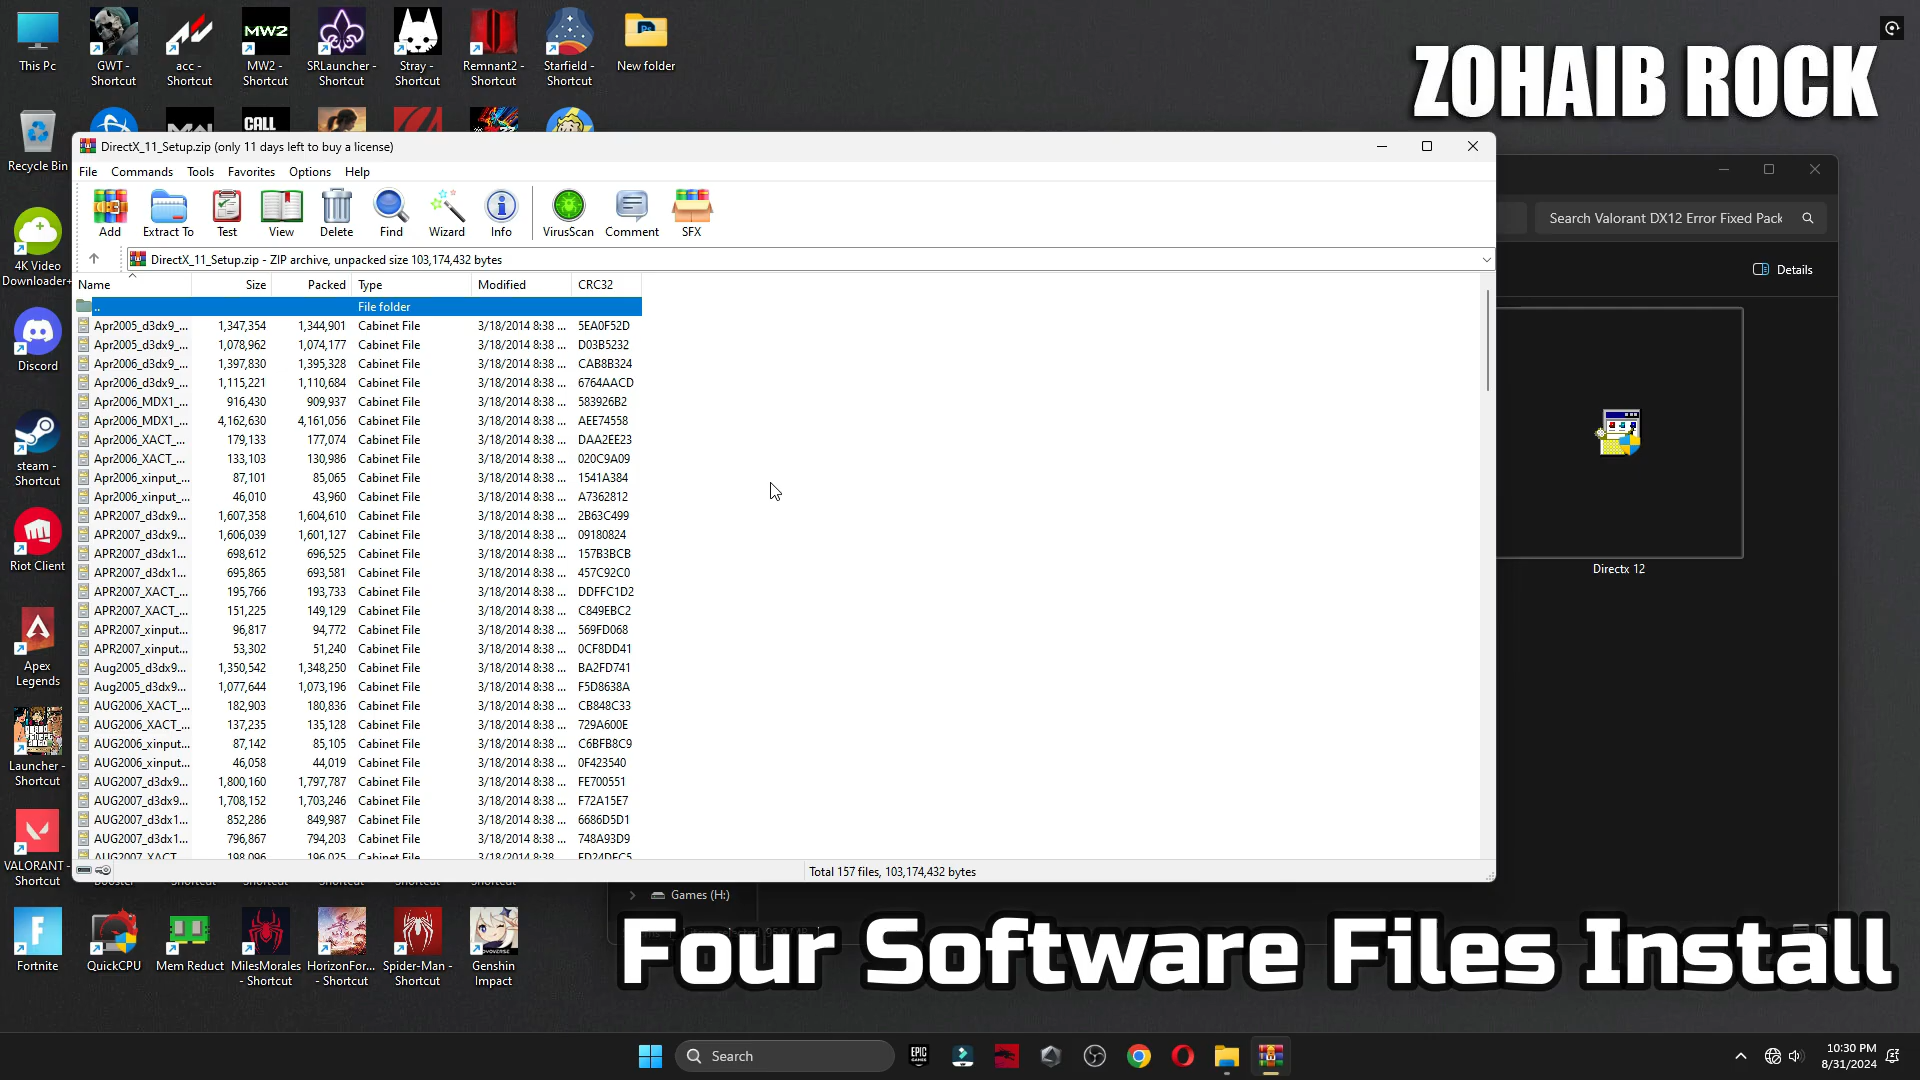 This Pc
GWT - Shortcut
acc - Shortcut
MW2
MW2 - Shortcut
SRLauncher - Shortcut
Stray - Shortcut
Remnant2 - Shortcut
Starfield - Shortcut
New folder
ZOHAIB ROCK
CALL
Recycle Bin
DirectX_11_Setup.zip (only 11 days left to buy a license)
File Commands Tools Favorites Options Help
Add Extract To Test View Delete Find Wizard Info VirusScan Comment SFX
DirectX_11_Setup.zip - ZIP archive, unpacked size 103,174,432 bytes
Name Size Packed Type Modified CRC32
.. File folder
Apr2005_d3dx9_... 1,347,354 1,344,901 Cabinet File 3/18/2014 8:38 ... 5EA0F52D
Apr2005_d3dx9_... 1,078,962 1,074,177 Cabinet File 3/18/2014 8:38 ... D03B5232
Apr2006_d3dx9_... 1,397,830 1,395,328 Cabinet File 3/18/2014 8:38 ... CAB8B324
Apr2006_d3dx9_... 1,115,221 1,110,684 Cabinet File 3/18/2014 8:38 ... 6764AACD
Apr2006_MDX1_... 916,430 909,937 Cabinet File 3/18/2014 8:38 ... 583926B2
Apr2006_MDX1_... 4,162,630 4,161,056 Cabinet File 3/18/2014 8:38 ... AEE74558
Apr2006_XACT_... 179,133 177,074 Cabinet File 3/18/2014 8:38 ... DAA2EE23
Apr2006_XACT_... 133,103 130,986 Cabinet File 3/18/2014 8:38 ... 020C9A09
Apr2006_xinput_... 87,101 85,065 Cabinet File 3/18/2014 8:38 ... 1541A384
Apr2006_xinput_... 46,010 43,960 Cabinet File 3/18/2014 8:38 ... A7362812
APR2007_d3dx9... 1,607,358 1,604,610 Cabinet File 3/18/2014 8:38 ... 2B63C499
APR2007_d3dx9... 1,606,039 1,601,127 Cabinet File 3/18/2014 8:38 ... 09180824
APR2007_d3dx1... 698,612 696,525 Cabinet File 3/18/2014 8:38 ... 157B3BCB
APR2007_d3dx1... 695,865 693,581 Cabinet File 3/18/2014 8:38 ... 457C92C0
APR2007_XACT_... 195,766 193,733 Cabinet File 3/18/2014 8:38 ... DDFFC1D2
APR2007_XACT_... 151,225 149,129 Cabinet File 3/18/2014 8:38 ... C849EBC2
APR2007_xinput... 96,817 94,772 Cabinet File 3/18/2014 8:38 ... 569FD068
APR2007_xinput... 53,302 51,240 Cabinet File 3/18/2014 8:38 ... 0CF8DD41
Aug2005_d3dx9... 1,350,542 1,348,250 Cabinet File 3/18/2014 8:38 ... BA2FD741
Aug2005_d3dx9... 1,077,644 1,073,196 Cabinet File 3/18/2014 8:38 ... F5D8638A
AUG2006_XACT_... 182,903 180,836 Cabinet File 3/18/2014 8:38 ... CB848C33
AUG2006_XACT_... 137,235 135,128 Cabinet File 3/18/2014 8:38 ... 729A600E
AUG2006_xinput... 87,142 85,105 Cabinet File 3/18/2014 8:38 ... C6BFB8C9
AUG2006_xinput... 46,058 44,019 Cabinet File 3/18/2014 8:38 ... 0F423540
AUG2007_d3dx9... 1,800,160 1,797,787 Cabinet File 3/18/2014 8:38 ... FE700551
AUG2007_d3dx9... 1,708,152 1,703,246 Cabinet File 3/18/2014 8:38 ... F72A15E7
AUG2007_d3dx1... 852,286 849,987 Cabinet File 3/18/2014 8:38 ... 6686D5D1
AUG2007_d3dx1... 796,867 794,203 Cabinet File 3/18/2014 8:38 ... 748A93D9
AUG2007_XACT 198,096 196,025 Cabinet File 3/18/2014 8:38 ED24DEC5
Total 157 files, 103,174,432 bytes
Search Valorant DX12 Error Fixed Pack
Details
Directx 12
4K Video Downloader+
Discord
steam - Shortcut
Riot Client
Apex Legends
Launcher - Shortcut
VALORANT - Shortcut
Booster
Games (H:)
Four Software Files Install
Fortnite
QuickCPU
Mem Reduct
MilesMorales - Shortcut
HorizonFor... - Shortcut
Spider-Man - Shortcut
Genshin Impact
Search
EPIC GAMES
10:30 PM
8/31/2024